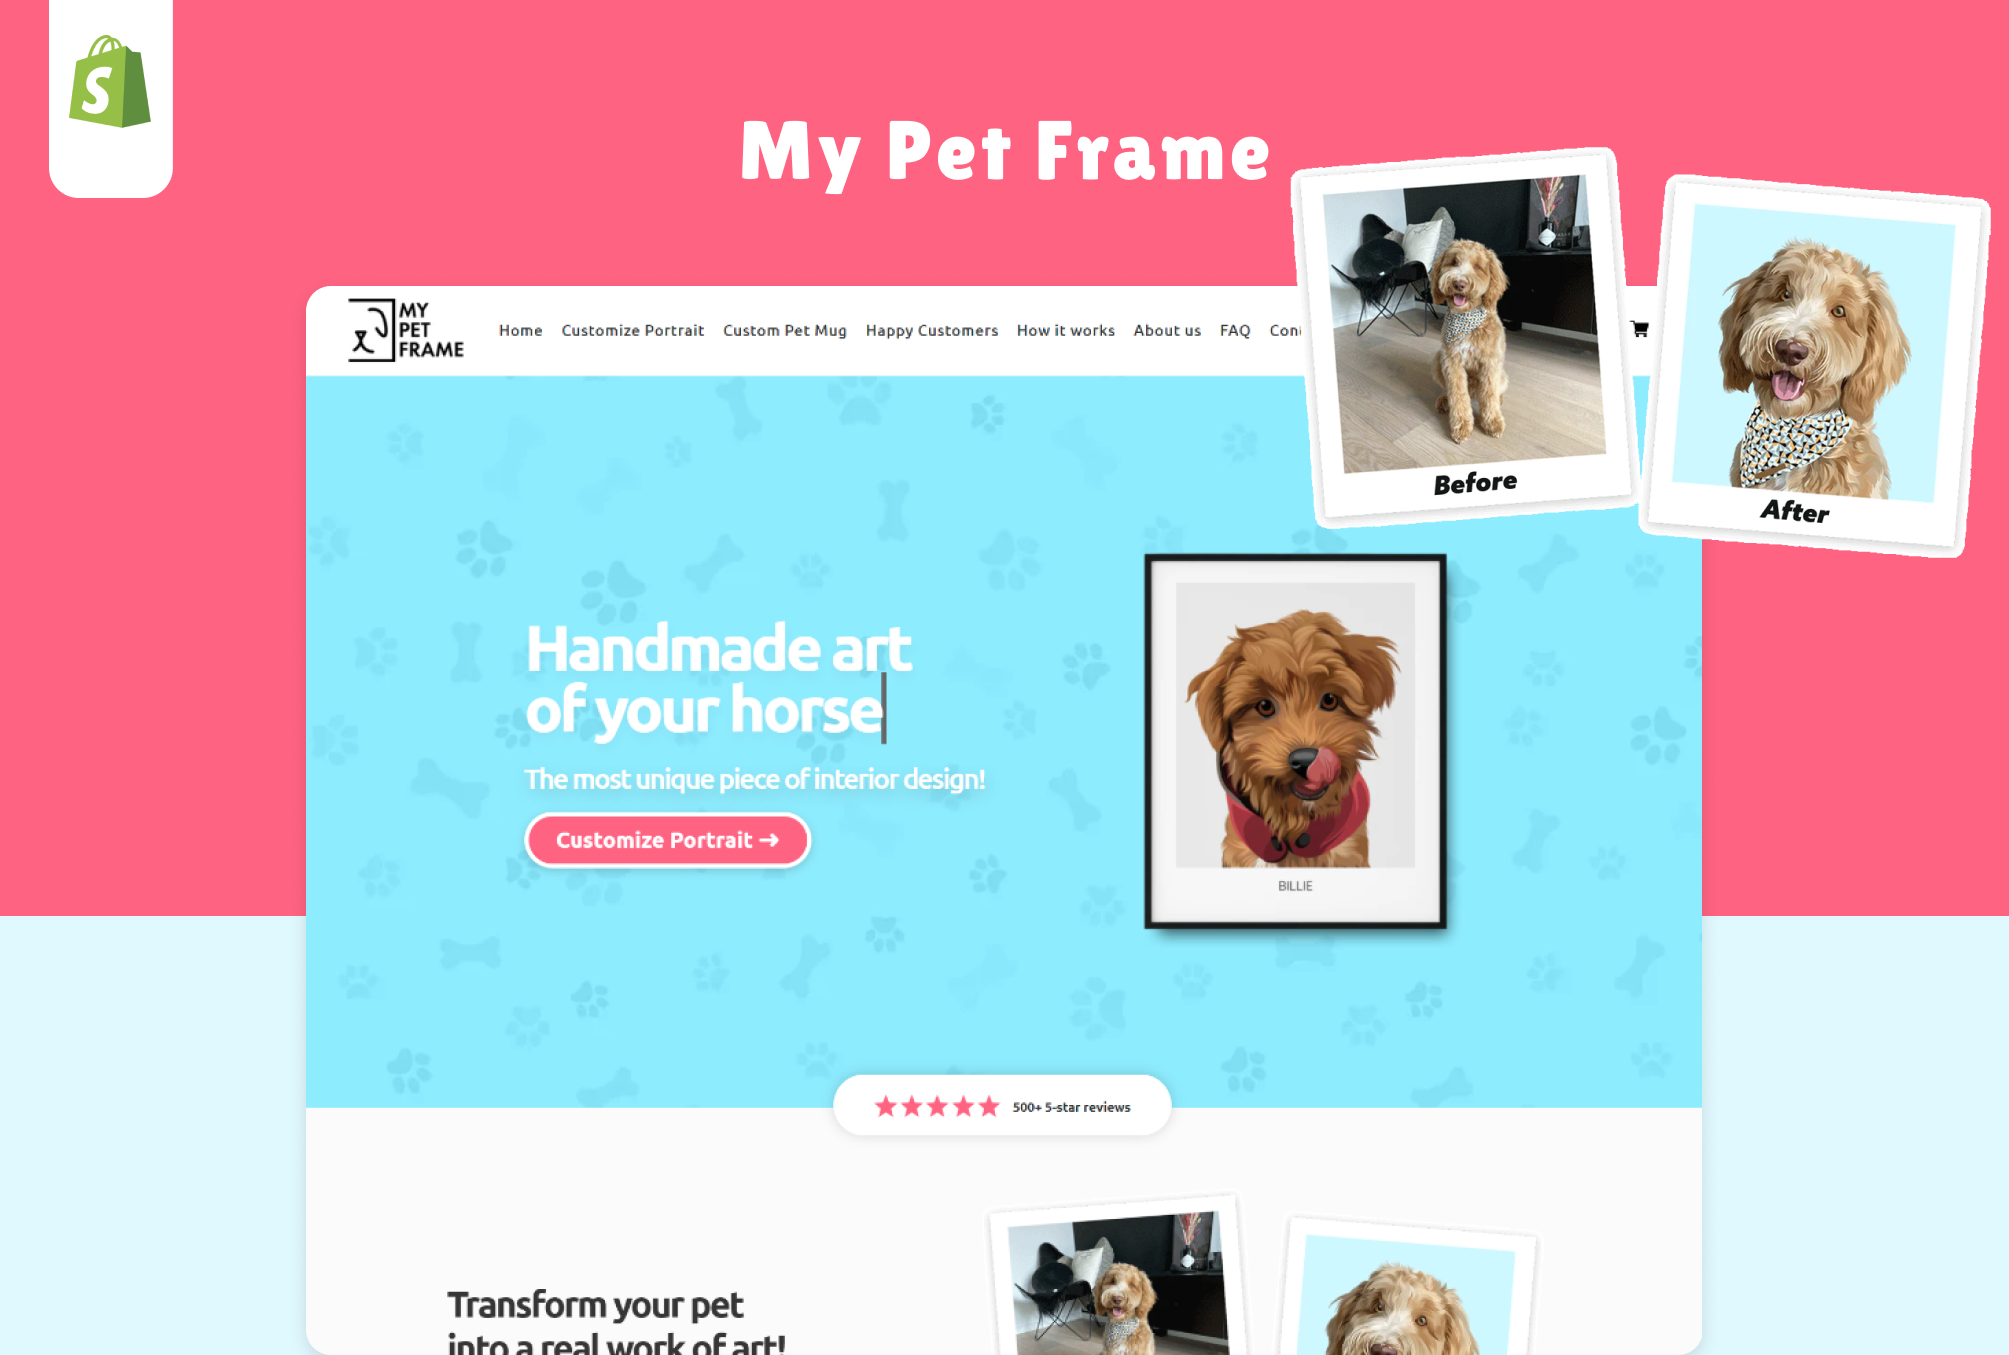 My Pet Frame
MY
PET
FRAME
Home Customize Portrait Custom Pet Mug Happy Customers How it works About us FAQ
Before
After
Handmade art
of your horse
The most unique piece of interior design!
Customize Portrait →
BILLIE
500+ 5-star reviews
Transform your pet
into a real work of art!